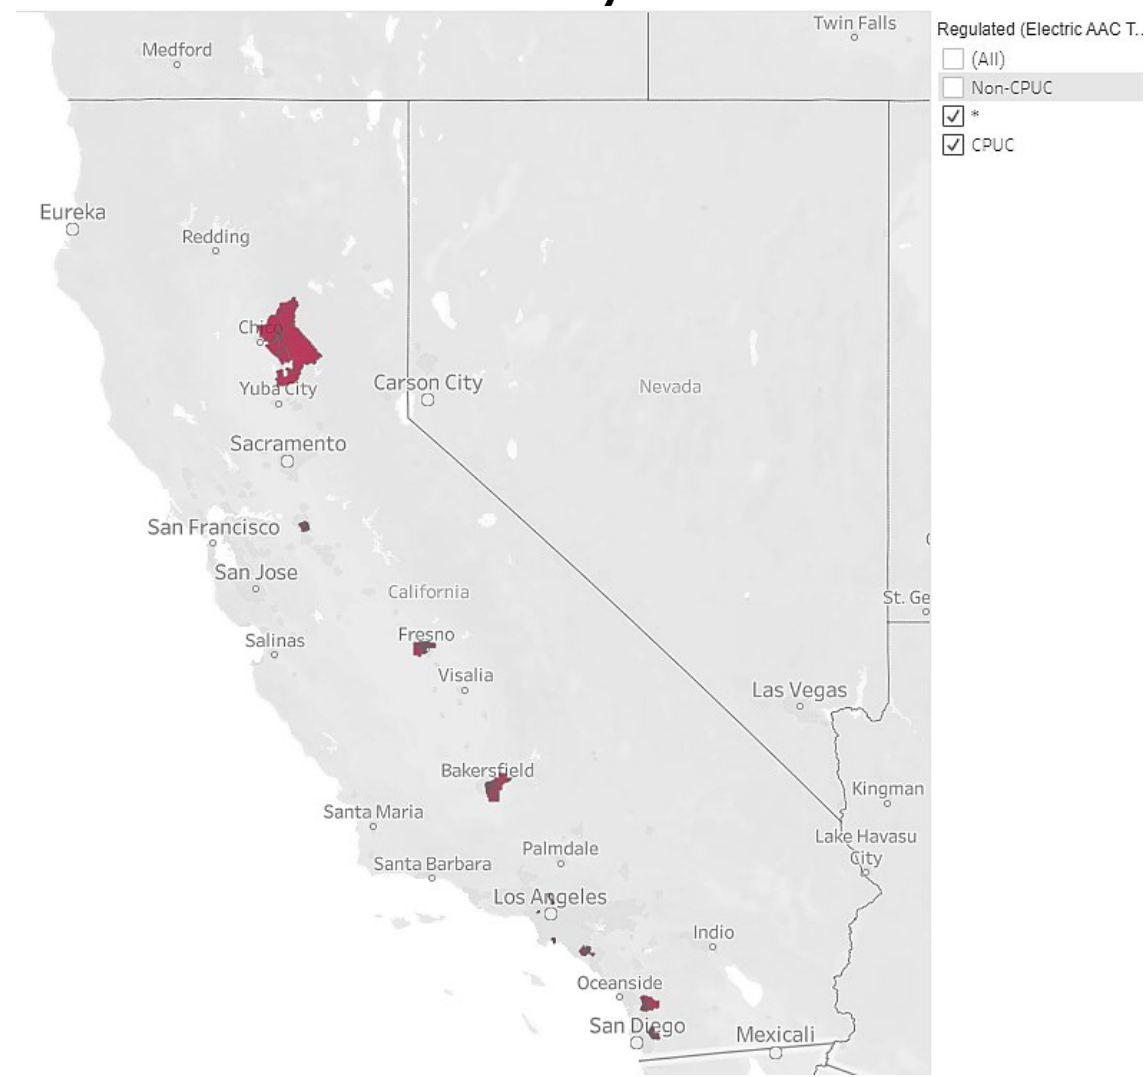 Twin Falls
Medford
Regulated (Electric AAC T...
(All)
Non-CPUC
*
CPUC
Eureka
Redding
Chico
Yuba City
Carson City
Nevada
Sacramento
San Francisco
San Jose
California
St. Ge
Salinas
Fresno
Visalia
Las Vegas
Bakersfield
Kingman
Santa Maria
Lake Havasu
City
Palmdale
Santa Barbara
Los Angeles
Indio
Oceanside
San Diego
Mexicali